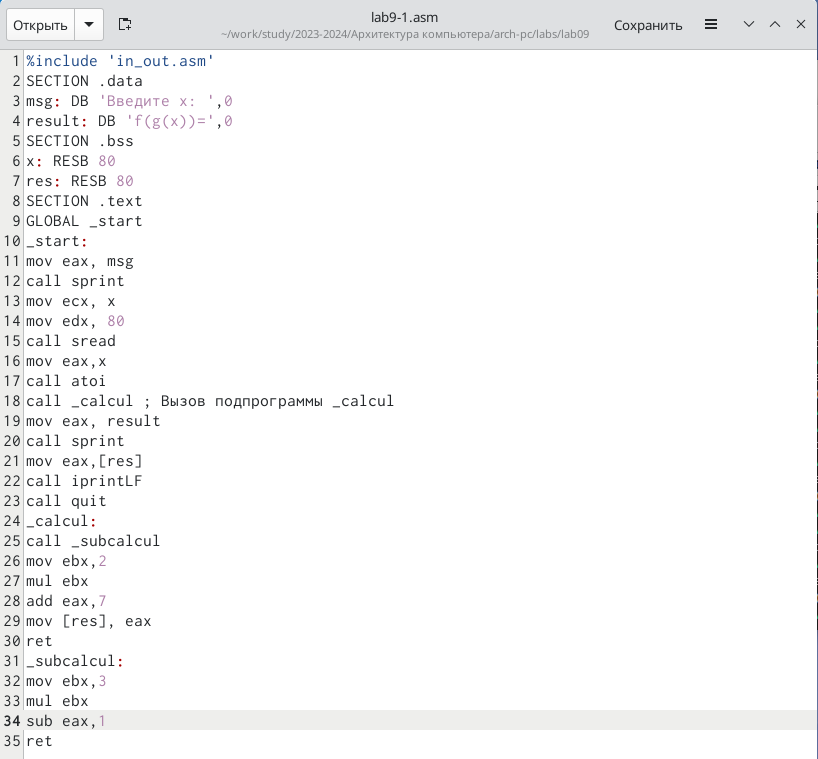 Открыть
lab9-1.asm
~/work/study/2023-2024/Архитектура компьютера/arch-pc/labs/lab09
Сохранить
1 %include 'in_out.asm'
2 SECTION .data
3 msg: DB 'Введите x: ',0
4 result: DB 'f(g(x))=',0
5 SECTION .bss
6 x: RESB 80
7 res: RESB 80
8 SECTION .text
9 GLOBAL _start
10 _start:
11 mov eax, msg
12 call sprint
13 mov ecx, x
14 mov edx, 80
15 call sread
16 mov eax,x
17 call atoi
18 call _calcul ; Вызов подпрограммы _calcul
19 mov eax, result
20 call sprint
21 mov eax,[res]
22 call iprintLF
23 call quit
24 _calcul:
25 call _subcalcul
26 mov ebx,2
27 mul ebx
28 add eax,7
29 mov [res], eax
30 ret
31 _subcalcul:
32 mov ebx,3
33 mul ebx
34 sub eax,1
35 ret